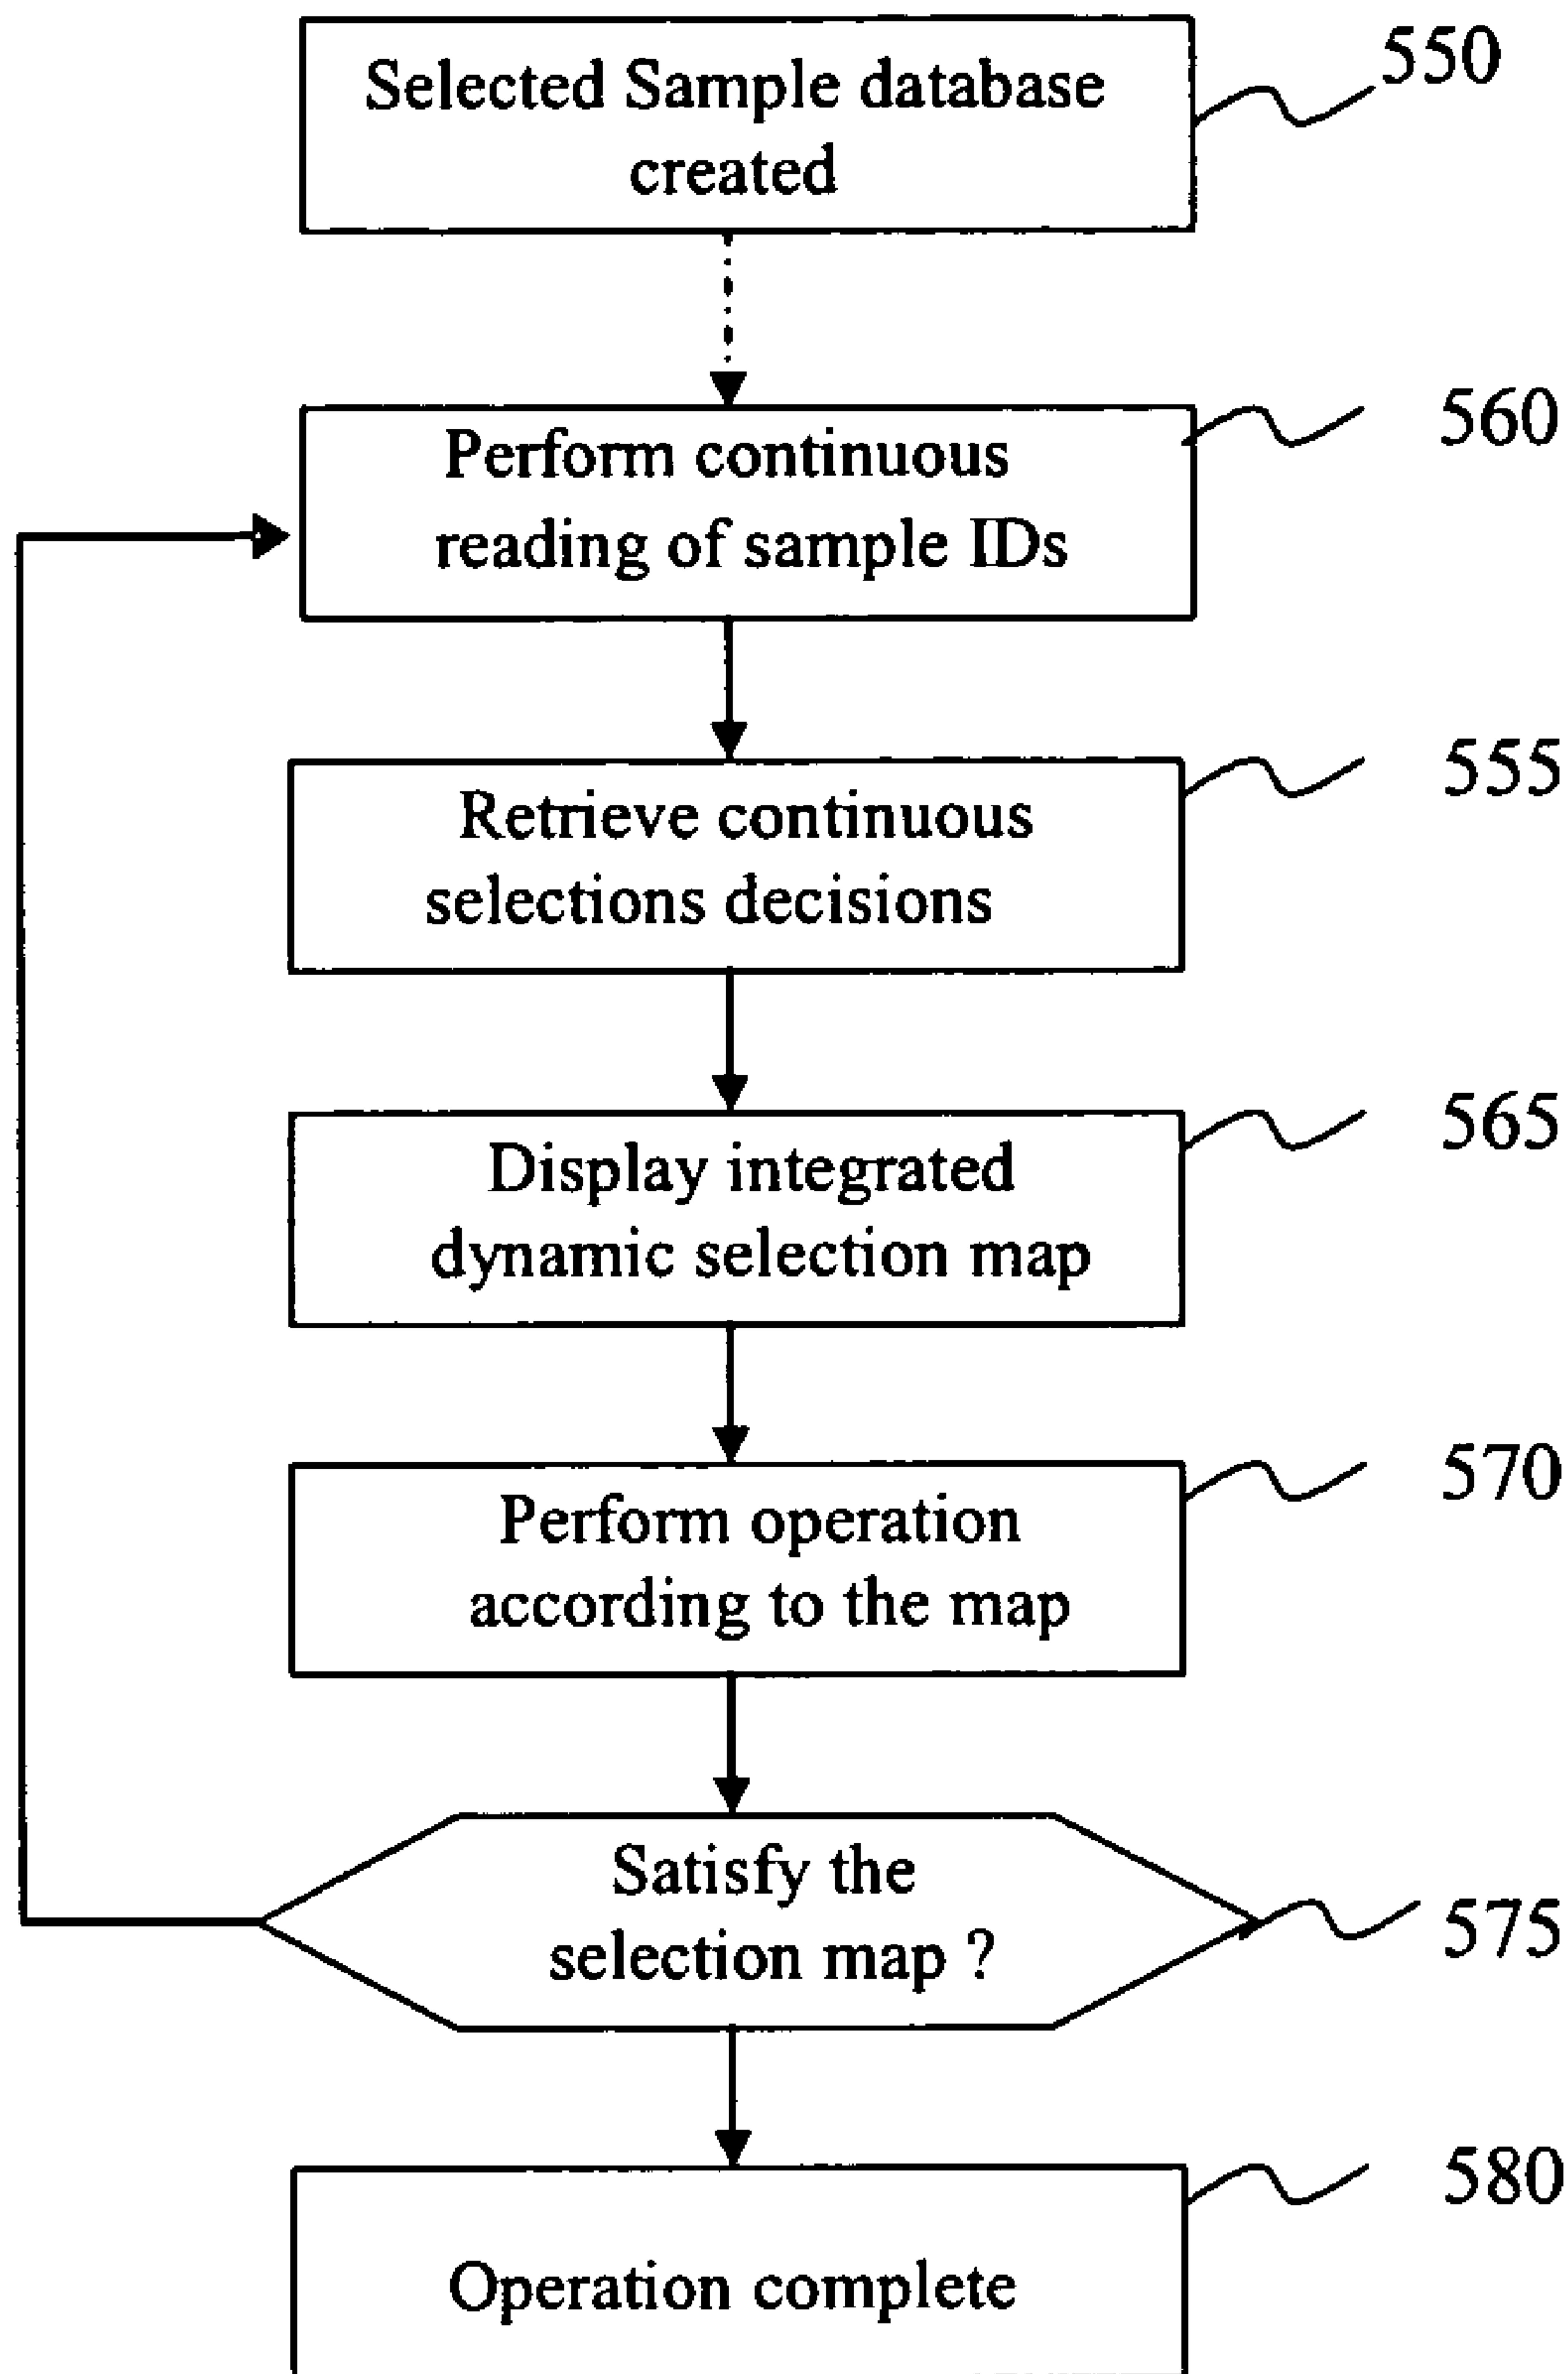 Selected Sample database
created
550
Perform continuous
reading of sample IDs
560
Retrieve continuous
selections decisions
555
Display integrated
dynamic selection map
565
Perform operation
according to the map
570
Satisfy the
selection map ?
575
Operation complete
580